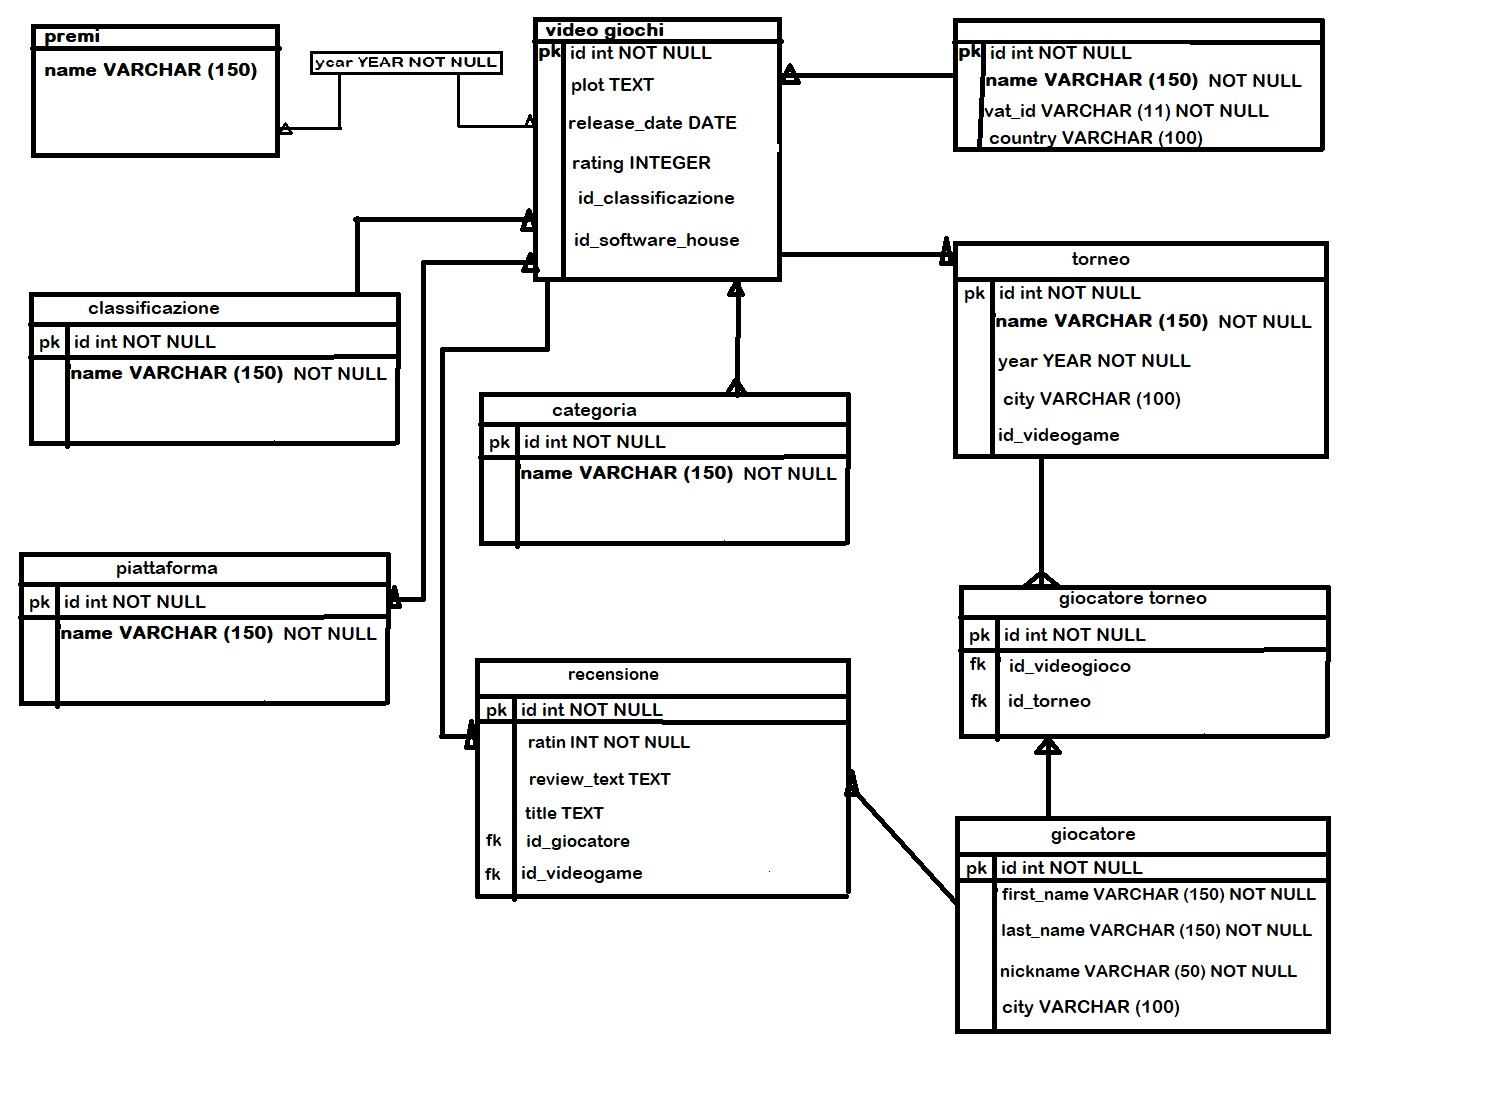 premi
name VARCHAR (150)
year YEAR NOT NULL
video giochi
pk id int NOT NULL
plot TEXT
release_date DATE
rating INTEGER
id_classificazione
id_software_house
pk id int NOT NULL
name VARCHAR (150) NOT NULL
vat_id VARCHAR (11) NOT NULL
country VARCHAR (100)
torneo
pk id int NOT NULL
name VARCHAR (150) NOT NULL
year YEAR NOT NULL
city VARCHAR (100)
id_videogame
classificazione
pk id int NOT NULL
name VARCHAR (150) NOT NULL
categoria
pk id int NOT NULL
name VARCHAR (150) NOT NULL
piattaforma
pk id int NOT NULL
name VARCHAR (150) NOT NULL
giocatore torneo
pk id int NOT NULL
fk id_videogioco
fk id_torneo
recensione
pk id int NOT NULL
ratin INT NOT NULL
review_text TEXT
title TEXT
fk id_giocatore
fk id_videogame
giocatore
pk id int NOT NULL
first_name VARCHAR (150) NOT NULL
last_name VARCHAR (150) NOT NULL
nickname VARCHAR (50) NOT NULL
city VARCHAR (100)